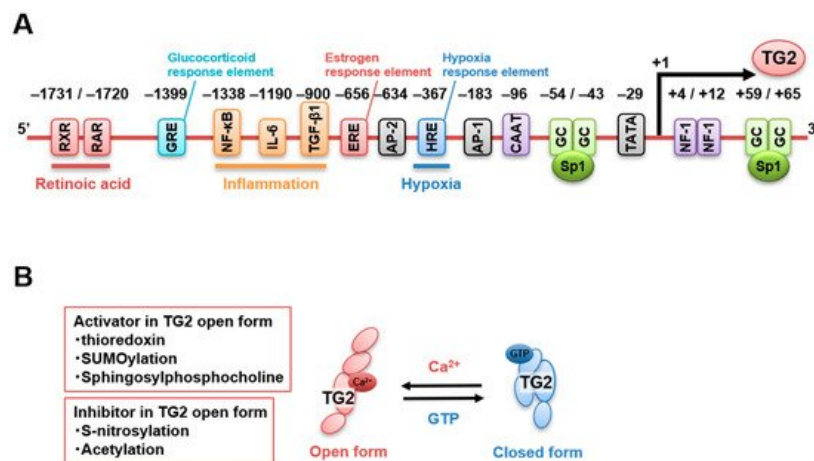 A
Glucocorticoid
response element
Estrogen
response element
Hypoxia
response element
+1
TG2
–1731 / –1720
–1399
–1338
–1190
–900
–656
–634
–367
–183
–96
–54 / –43
–29
+4 / +12
+59 / +65
5'
RXR
RAR
GRE
NF-κB
IL-6
TGF-β1
ERE
AP-2
HRE
AP-1
CAAT
GC
GC
TATA
NF-1
NF-1
GC
GC
3'
Sp1
Sp1
Retinoic acid
Inflammation
Hypoxia
B
Activator in TG2 open form
・thioredoxin
・SUMOylation
・Sphingosylphosphocholine
Inhibitor in TG2 open form
・S-nitrosylation
・Acetylation
TG2
Ca²⁺
Open form
Ca²⁺
GTP
GTP
TG2
Closed form